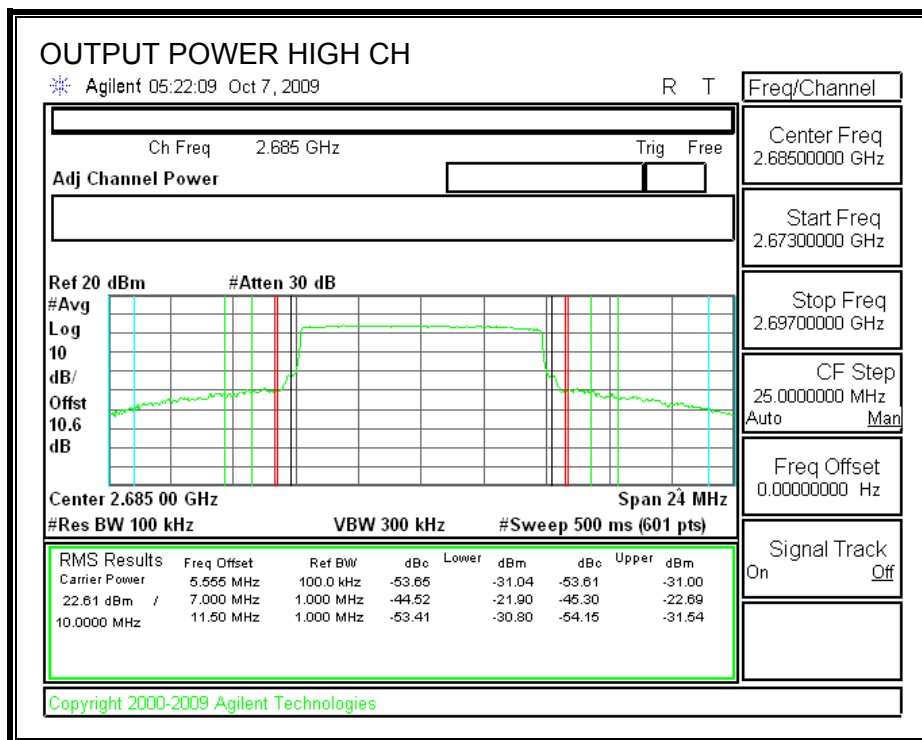 OUTPUT POWER HIGH CH
Agilent 05:22:09 Oct 7, 2009 R T
Freq/Channel
Ch Freq 2.685 GHz Trig Free
Adj Channel Power
Center Freq
2.68500000 GHz
Start Freq
2.67300000 GHz
Stop Freq
2.69700000 GHz
CF Step
25.0000000 MHz
Auto Man
Freq Offset
0.00000000 Hz
Signal Track
On Off
Ref 20 dBm #Atten 30 dB
#Avg
Log
10
dB/
Offst
10.6
dB
Center 2.685 00 GHz Span 24 MHz
#Res BW 100 kHz VBW 300 kHz #Sweep 500 ms (601 pts)
RMS Results Freq Offset Ref BW dBc Lower dBm dBc Upper dBm
Carrier Power 5.555 MHz 100.0 kHz -53.65 -31.04 -53.61 -31.00
22.61 dBm / 7.000 MHz 1.000 MHz -44.52 -21.90 -45.30 -22.69
10.0000 MHz 11.50 MHz 1.000 MHz -53.41 -30.80 -54.15 -31.54
Copyright 2000-2009 Agilent Technologies